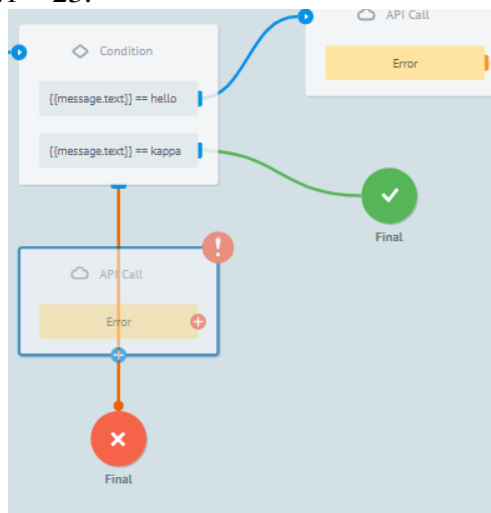 API Call
Condition
Error
{{message.text}} == hello
{{message.text}} == kappa
Final
API Call
Error
Final